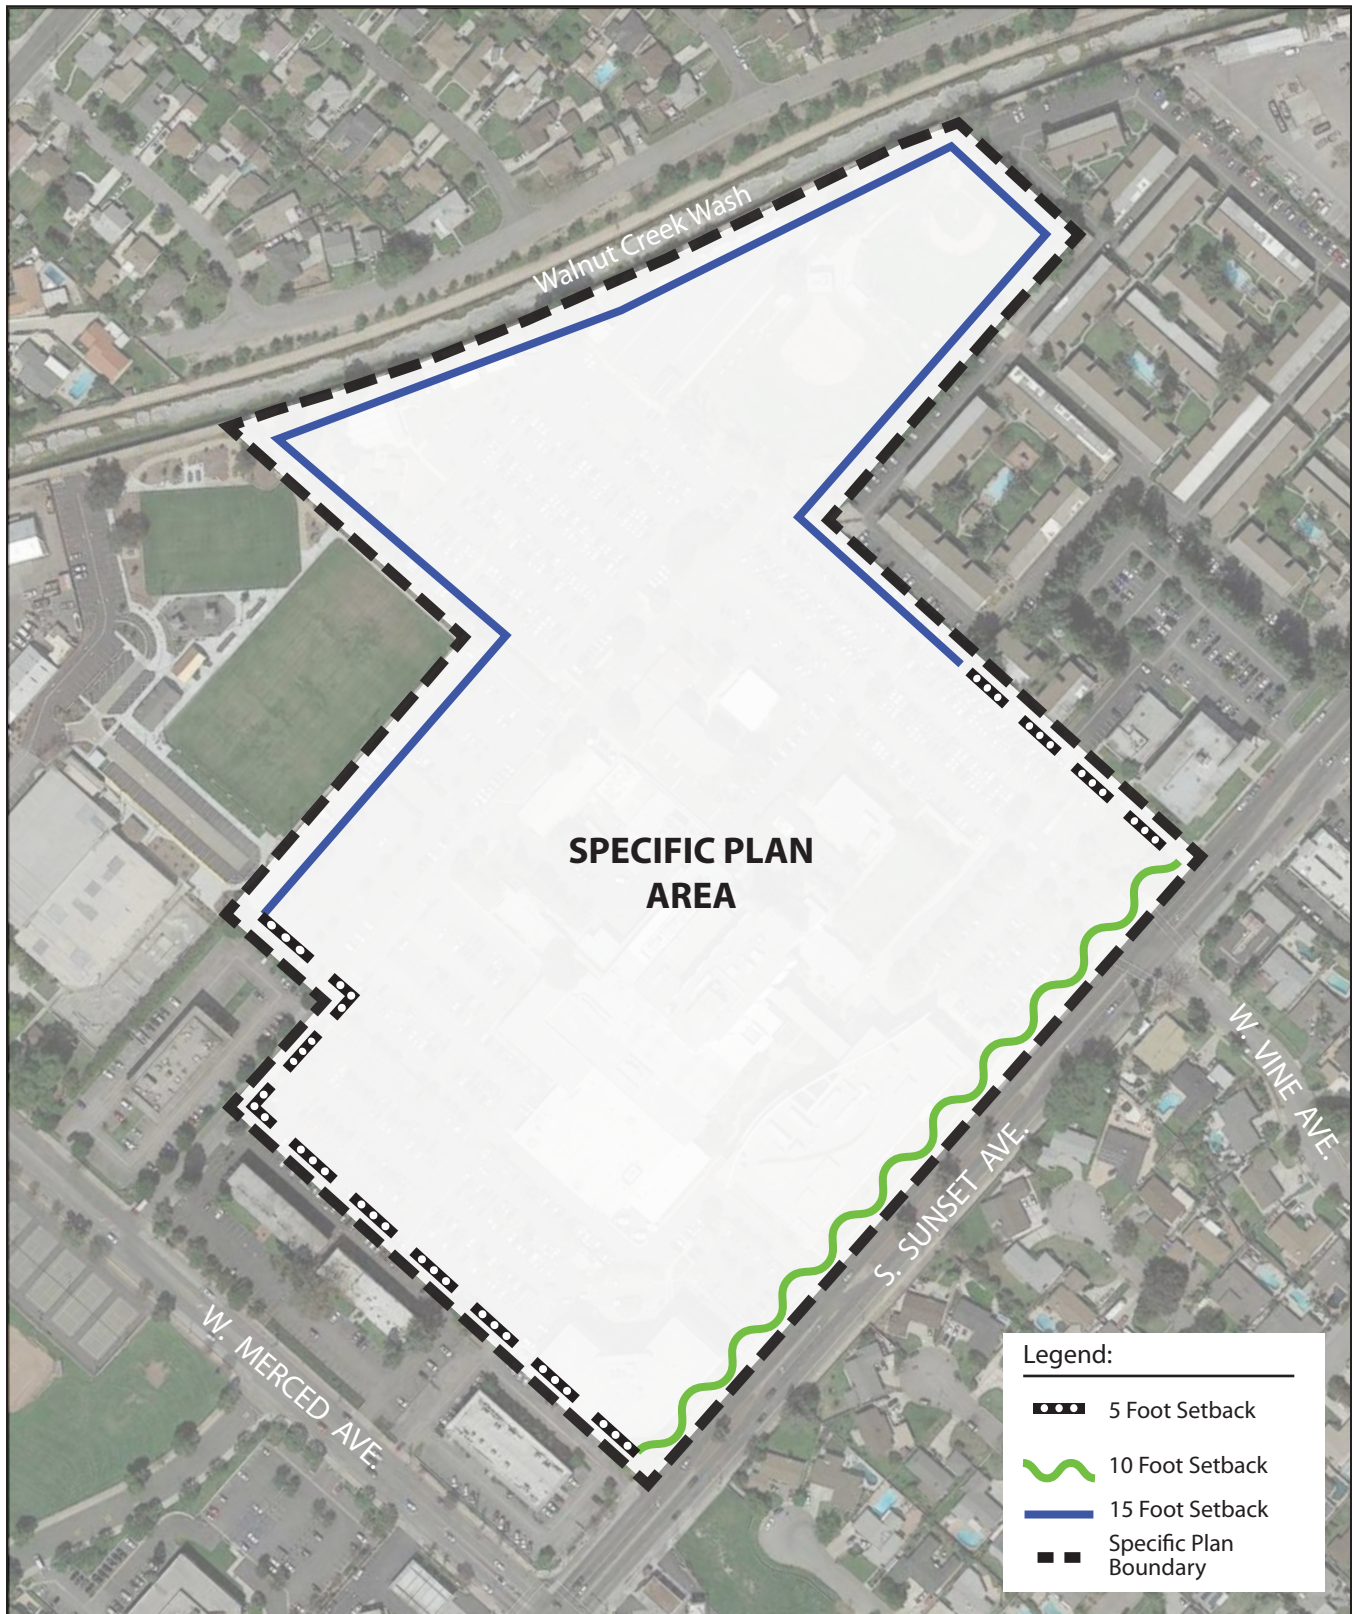 Walnut Creek Wash
SPECIFIC PLAN
AREA
W. VINE AVE.
S. SUNSET AVE.
W. MERCED AVE.
Legend:
5 Foot Setback
10 Foot Setback
15 Foot Setback
Specific Plan
Boundary